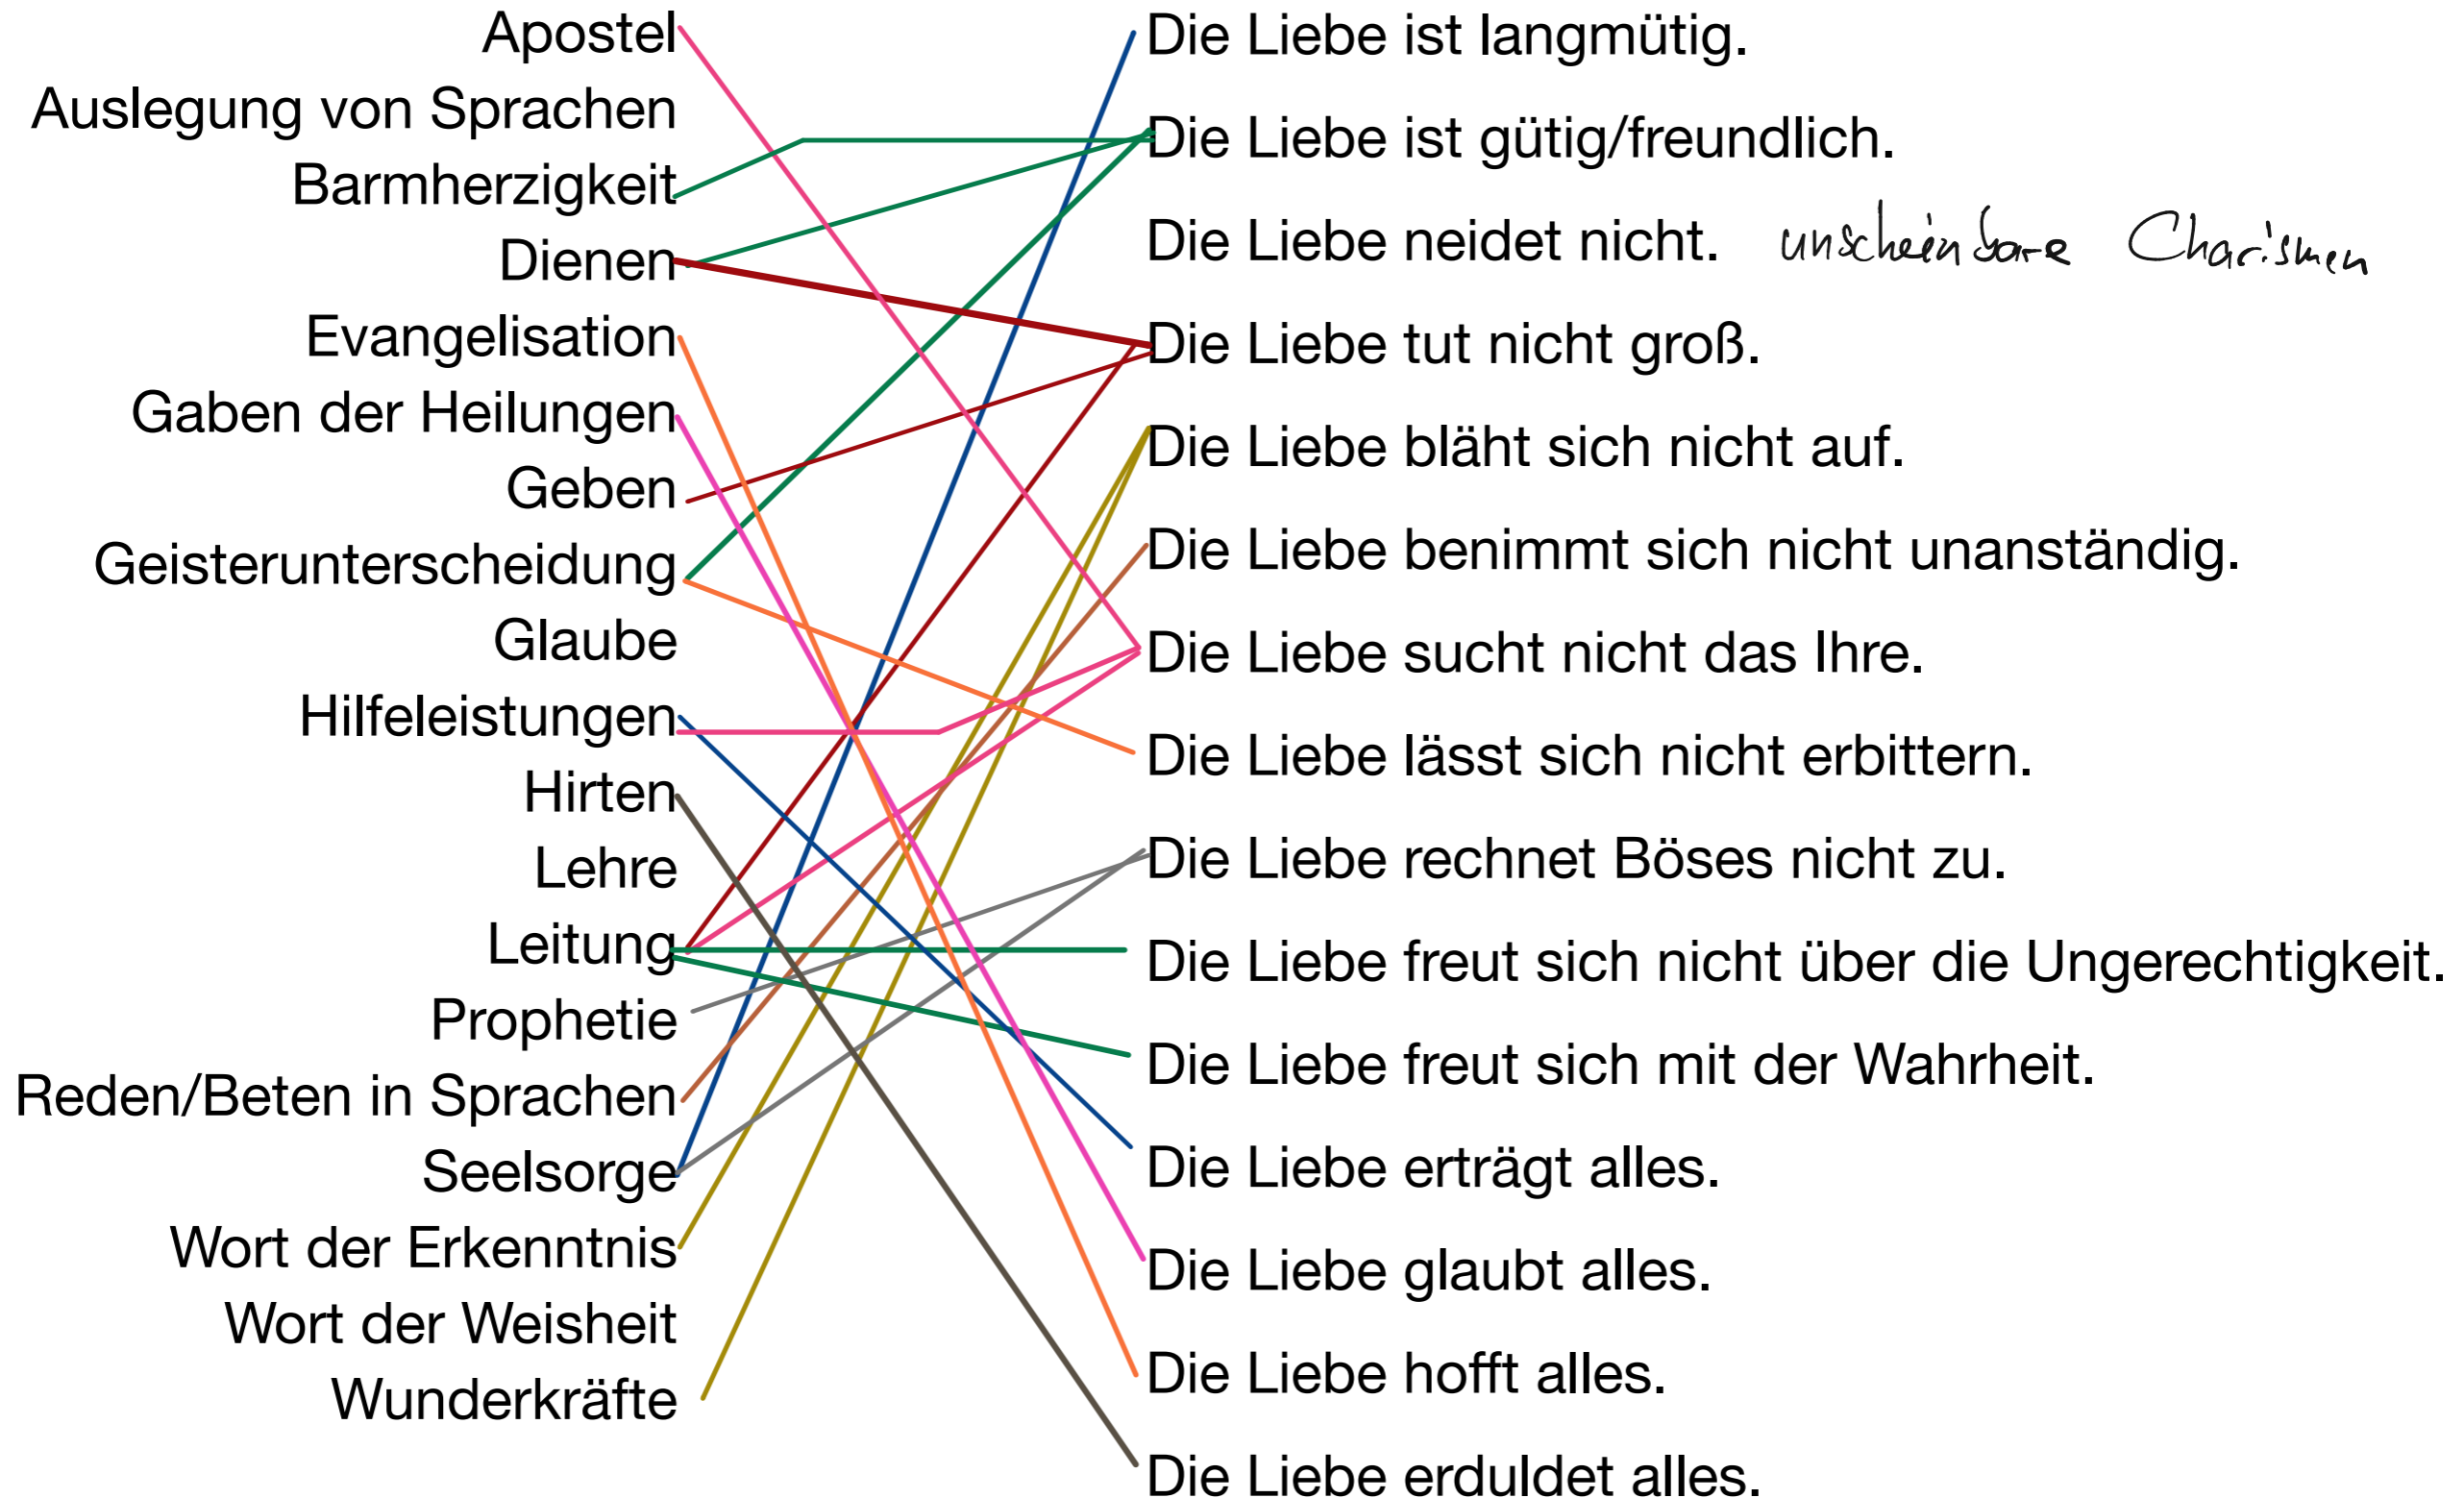 Apostel
Auslegung von Sprachen
Barmherzigkeit
Dienen
Evangelisation
Gaben der Heilungen
Geben
Geisterunterscheidung
Glaube
Hilfeleistungen
Hirten
Lehre
Leitung
Prophetie
Reden/Beten in Sprachen
Seelsorge
Wort der Erkenntnis
Wort der Weisheit
Wunderkräfte
Die Liebe ist langmütig.
Die Liebe ist gütig/freundlich.
Die Liebe neidet nicht. unscheinbare Charismen
Die Liebe tut nicht groß.
Die Liebe bläht sich nicht auf.
Die Liebe benimmt sich nicht unanständig.
Die Liebe sucht nicht das Ihre.
Die Liebe lässt sich nicht erbittern.
Die Liebe rechnet Böses nicht zu.
Die Liebe freut sich nicht über die Ungerechtigkeit.
Die Liebe freut sich mit der Wahrheit.
Die Liebe erträgt alles.
Die Liebe glaubt alles.
Die Liebe hofft alles.
Die Liebe erduldet alles.